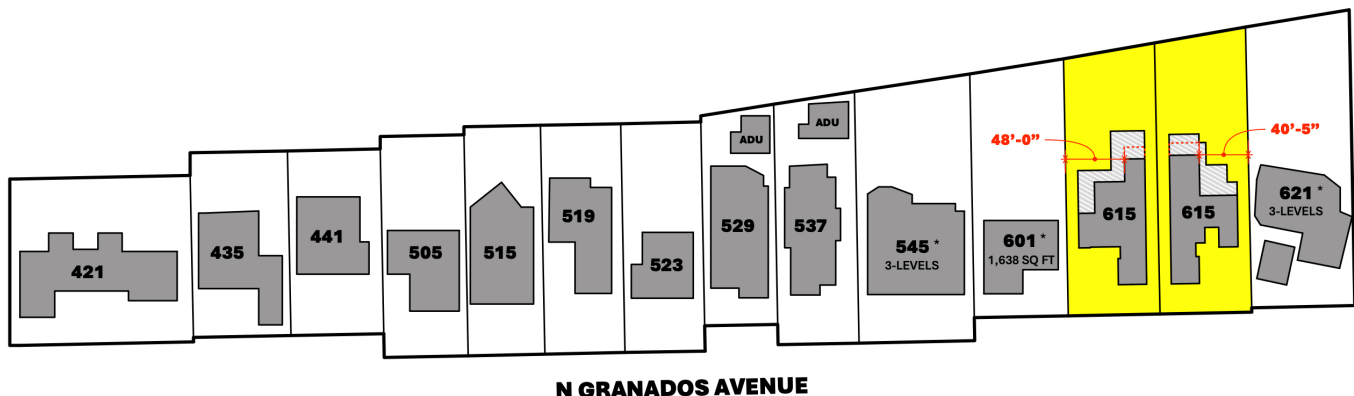 421
435
441
505
515
519
523
ADU
529
ADU
537
545 *
3-LEVELS
601 *
1,638 SQ FT
48'-0"
615
40'-5"
615
621 *
3-LEVELS
N GRANADOS AVENUE